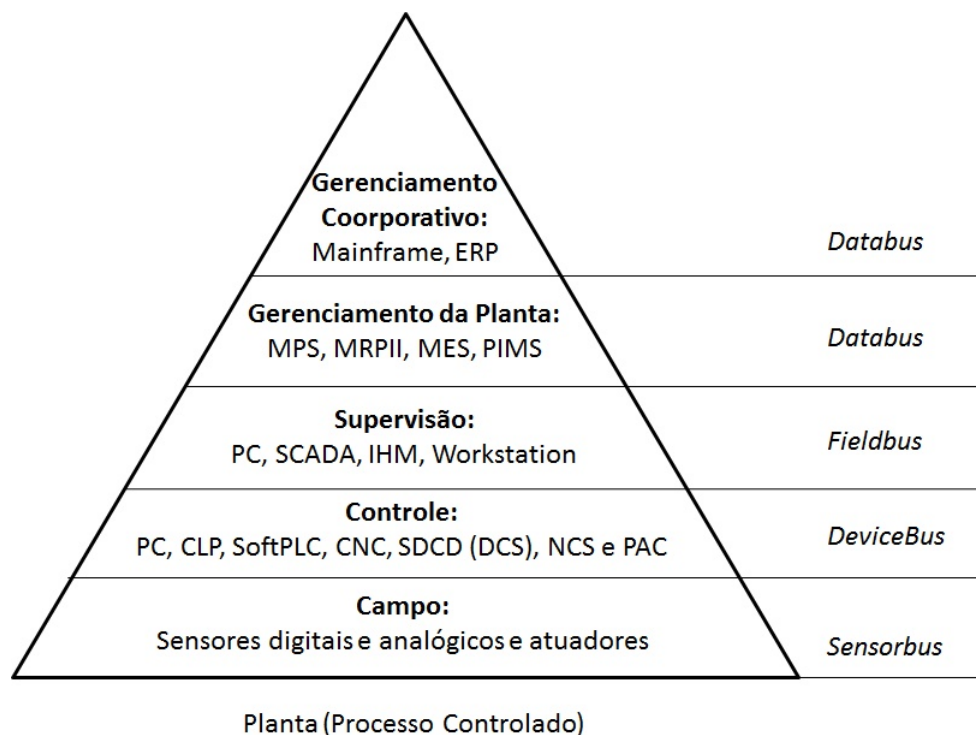 Gerenciamento
Coorporativo:
Mainframe, ERP
Databus
Gerenciamento da Planta:
MPS, MRPII, MES, PIMS
Databus
Supervisão:
PC, SCADA, IHM, Workstation
Fieldbus
Controle:
PC, CLP, SoftPLC, CNC, SDCD (DCS), NCS e PAC
DeviceBus
Campo:
Sensores digitais e analógicos e atuadores
Sensorbus
Planta (Processo Controlado)